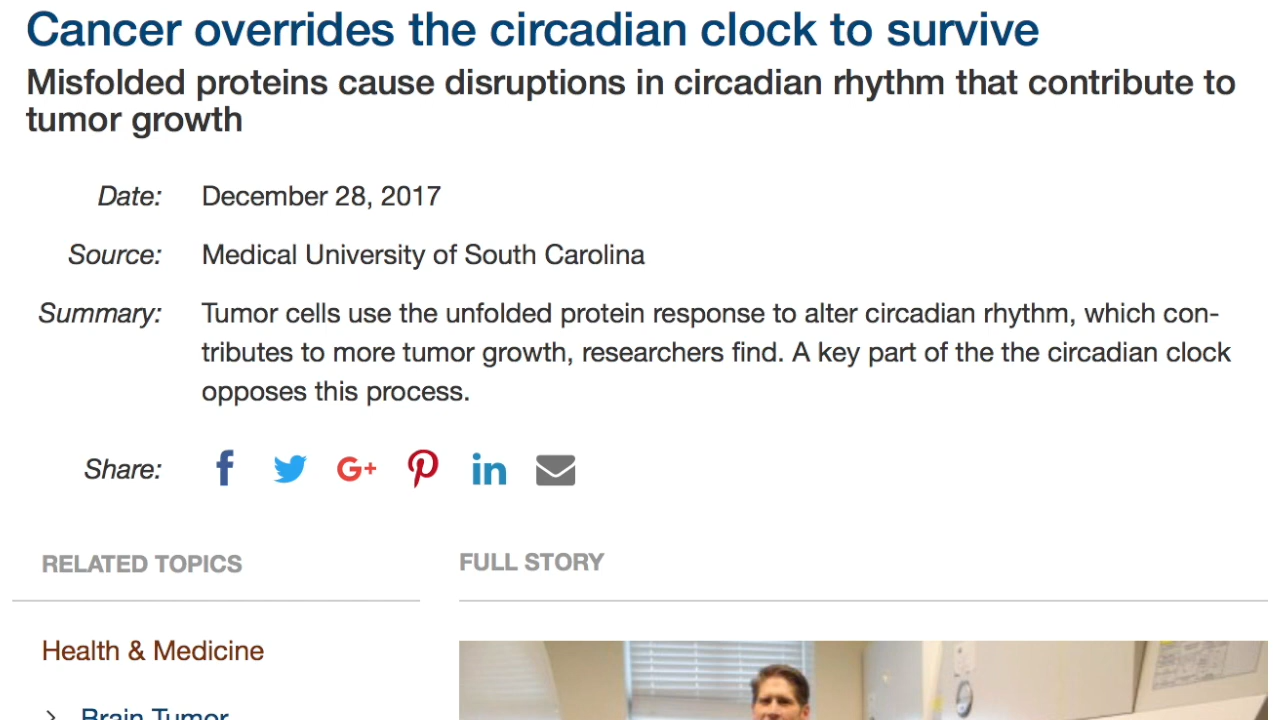 Cancer overrides the circadian clock to survive
Misfolded proteins cause disruptions in circadian rhythm that contribute to
tumor growth
Date: December 28, 2017
Source: Medical University of South Carolina
Summary: Tumor cells use the unfolded protein response to alter circadian rhythm, which con-
tributes to more tumor growth, researchers find. A key part of the the circadian clock
opposes this process.
Share: f G+ in
RELATED TOPICS
FULL STORY
Health & Medicine
> Brain Tumor